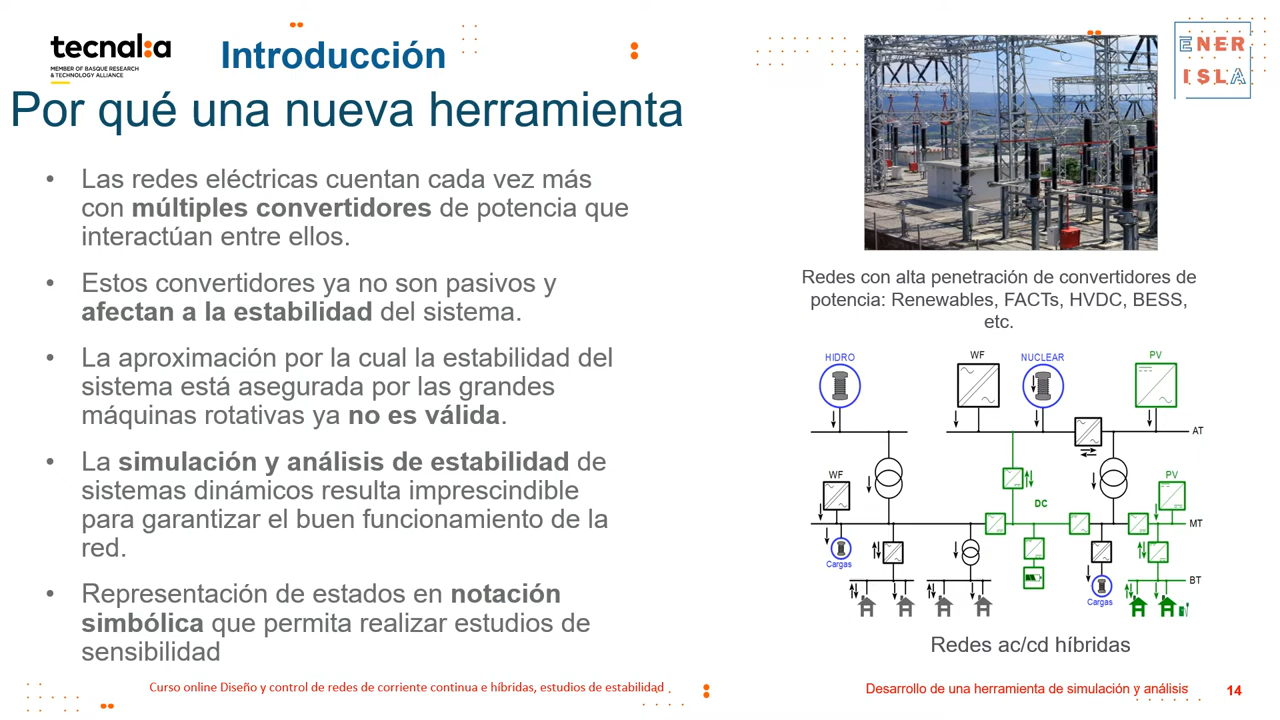 tecnal:a
MEMBER OF BASQUE RESEARCH
& TECHNOLOGY ALLIANCE
Introducción
ENER
ISLA
Por qué una nueva herramienta
• Las redes eléctricas cuentan cada vez más
con múltiples convertidores de potencia que
interactúan entre ellos.
• Estos convertidores ya no son pasivos y
afectan a la estabilidad del sistema.
• La aproximación por la cual la estabilidad del
sistema está asegurada por las grandes
máquinas rotativas ya no es válida.
• La simulación y análisis de estabilidad de
sistemas dinámicos resulta imprescindible
para garantizar el buen funcionamiento de la
red.
• Representación de estados en notación
simbólica que permita realizar estudios de
sensibilidad
Redes con alta penetración de convertidores de
potencia: Renewables, FACTs, HVDC, BESS,
etc.
HIDRO
WF
NUCLEAR
PV
AT
WF
PV
DC
MT
Cargas
BT
Cargas
Redes ac/cd híbridas
Curso online Diseño y control de redes de corriente continua e híbridas, estudios de estabilidad
Desarrollo de una herramienta de simulación y análisis
14